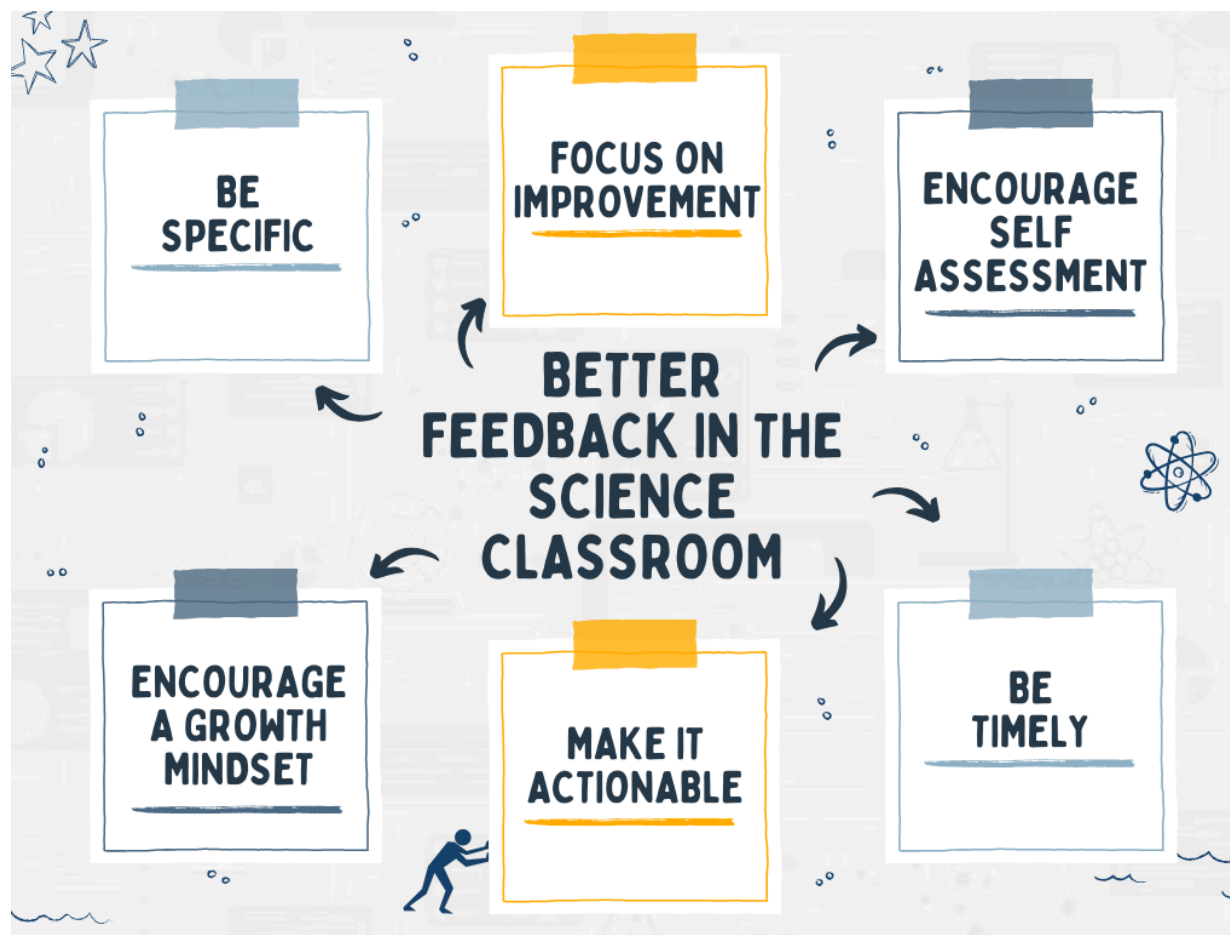 BE
SPECIFIC
FOCUS ON
IMPROVEMENT
ENCOURAGE
SELF
ASSESSMENT
BETTER
FEEDBACK IN THE
SCIENCE
CLASSROOM
ENCOURAGE
A GROWTH
MINDSET
MAKE IT
ACTIONABLE
BE
TIMELY